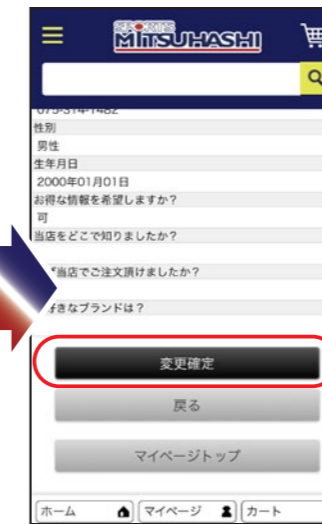 SPORTS
MITSUHASHI
075-314-1482
性別
男性
生年月日
2000年01月01日
お得な情報を希望しますか?
可
当店をどこで知りましたか?
当店でご注文頂けましたか?
好きなブランドは?
変更確定
戻る
マイページトップ
ホーム マイページ カート